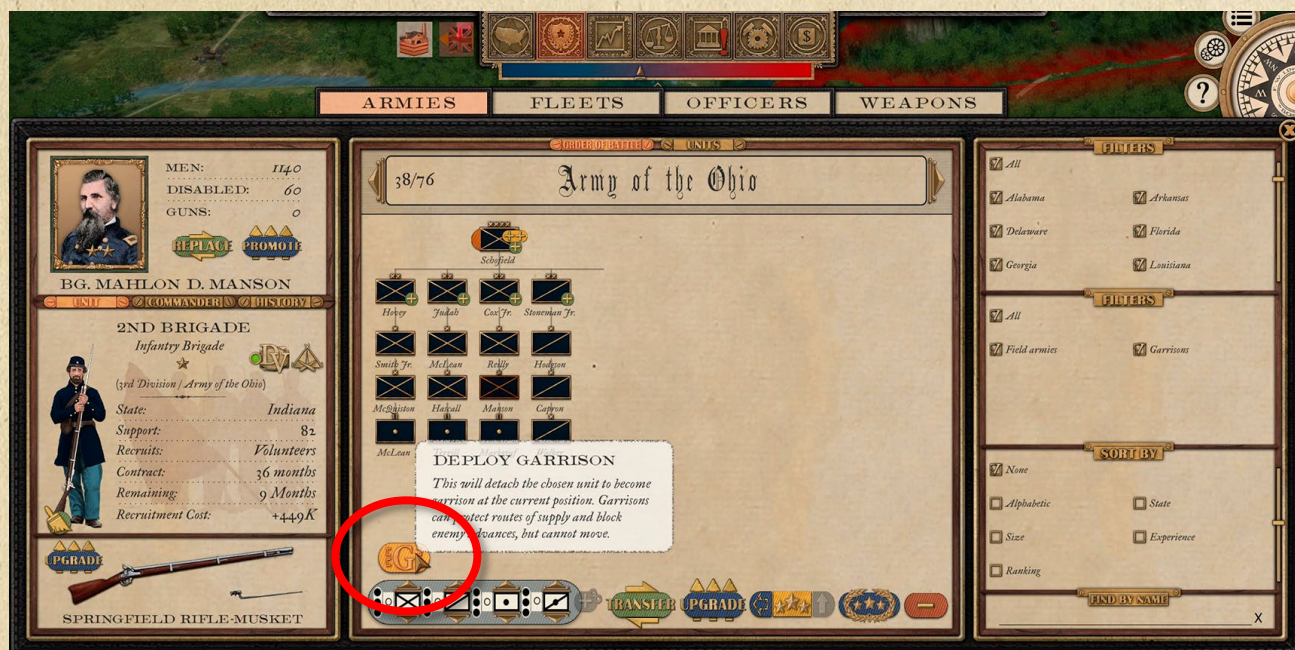 ARMIES
FLEETS
OFFICERS
WEAPONS
?
MEN: 1140
DISABLED: 60
GUNS: 0
REPLACE
PROMOTE
BG. MAHLON D. MANSON
UNIT
COMMANDER
HISTORY
2ND BRIGADE
Infantry Brigade
(3rd Division / Army of the Ohio)
State: Indiana
Support: 82
Recruits: Volunteers
Contract: 36 months
Remaining: 9 Months
Recruitment Cost: +449K
UPGRADE
SPRINGFIELD RIFLE-MUSKET
ORDER OF BATTLE
UNITS
38/76
Army of the Ohio
Schofield
Hovey
Judah
Cox Jr.
Stoneman Jr.
Smith Jr.
McLean
Reilly
Hodgson
McQuiston
Hascall
Manson
Capron
McLean
DEPLOY GARRISON
This will detach the chosen unit to become
garrison at the current position. Garrisons
can protect routes of supply and block
enemy advances, but cannot move.
G
TRANSFER
UPGRADE
FILTERS
All
Alabama
Arkansas
Delaware
Florida
Georgia
Louisiana
FILTERS
All
Field armies
Garrisons
SORT BY
None
Alphabetic
State
Size
Experience
Ranking
FIND BY NAME
X